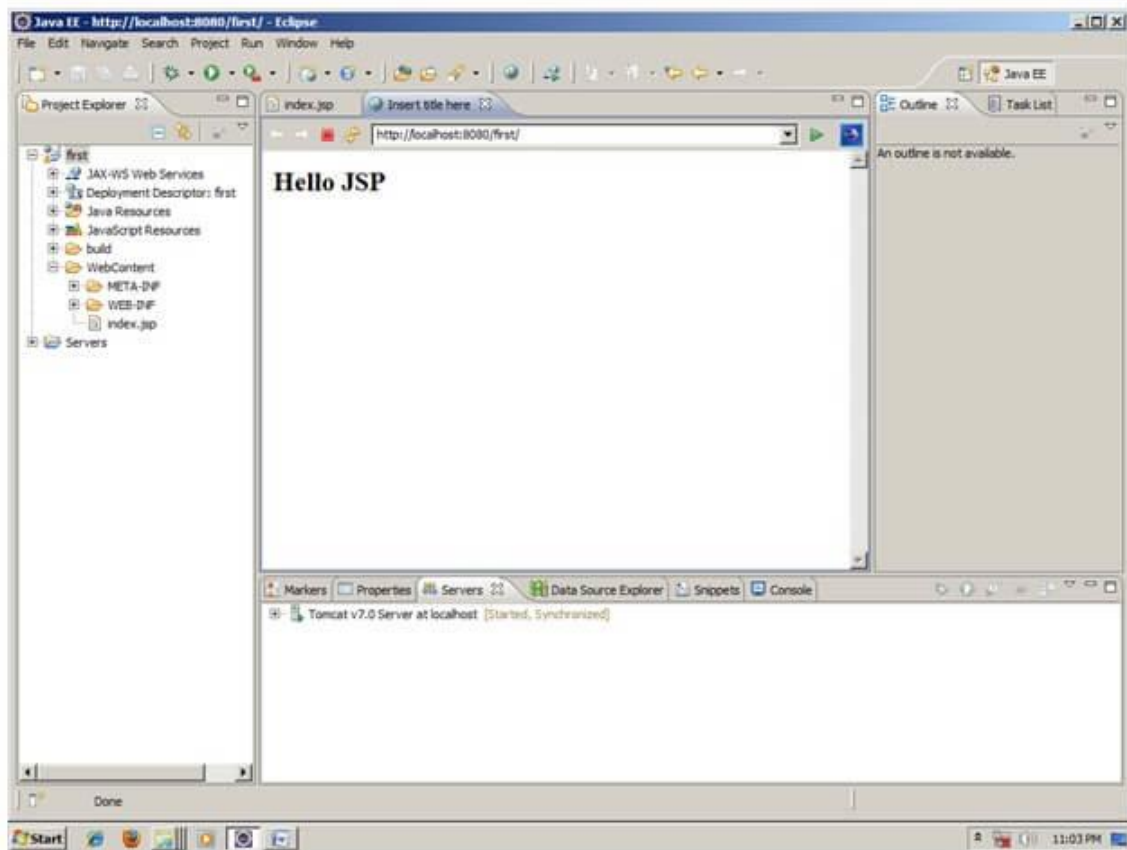 Java EE - http://localhost:8080/first/ - Eclipse
File Edit Navigate Search Project Run Window Help
Java EE
Project Explorer
index.jsp
Insert title here
Outline
Task List
http://localhost:8080/first/
An outline is not available.
first
JAX-WS Web Services
Deployment Descriptor: first
Java Resources
JavaScript Resources
build
WebContent
META-INF
WEB-INF
index.jsp
Servers
Hello JSP
Markers
Properties
Servers
Data Source Explorer
Snippets
Console
Tomcat v7.0 Server at localhost [Started, Synchronized]
Done
Start
11:03 PM